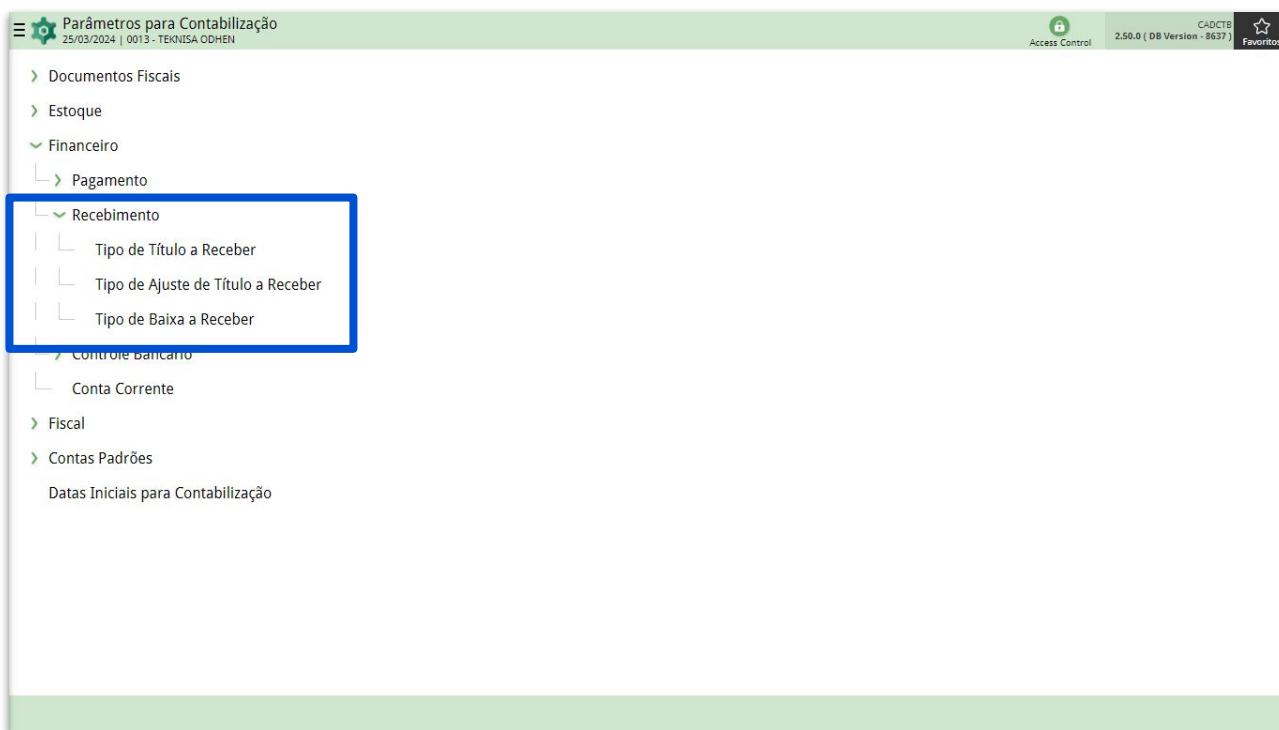 Parâmetros para Contabilização
25/03/2024 | 0013 - TEKNISA ODHEN
Access Control
CADCTB
2.50.0 ( DB Version - 8637 )
Favoritos
Documentos Fiscais
Estoque
Financeiro
Pagamento
Recebimento
Tipo de Título a Receber
Tipo de Ajuste de Título a Receber
Tipo de Baixa a Receber
Controle Bancário
Conta Corrente
Fiscal
Contas Padrões
Datas Iniciais para Contabilização